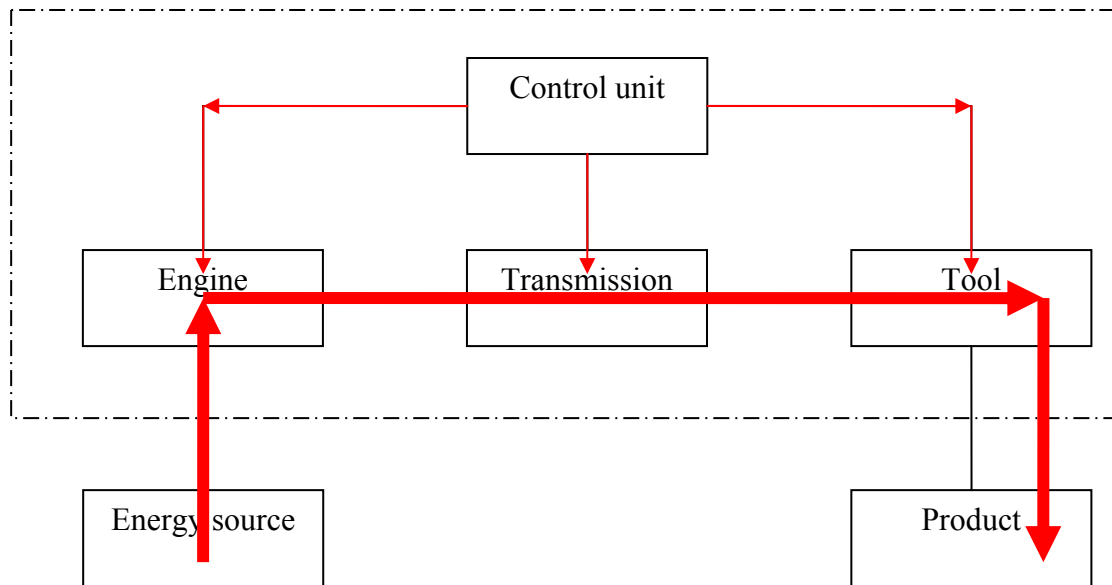 Control unit
Engine
Transmission
Tool
Energy source
Product